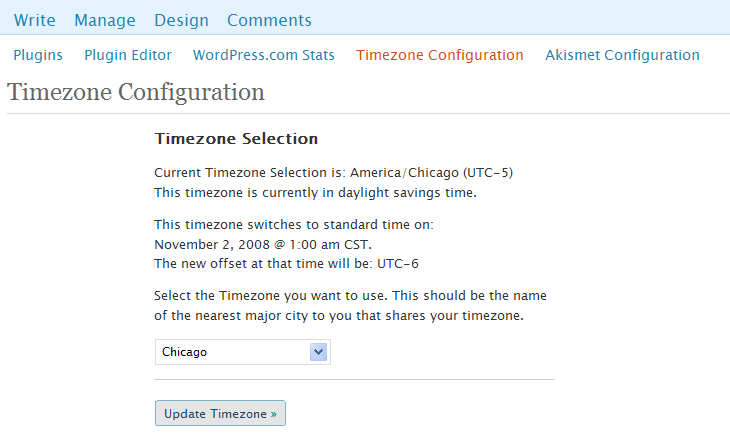 Write Manage Design Comments
Plugins Plugin Editor WordPress.com Stats Timezone Configuration Akismet Configuration
Timezone Configuration
Timezone Selection
Current Timezone Selection is: America/Chicago (UTC-5)
This timezone is currently in daylight savings time.
This timezone switches to standard time on:
November 2, 2008 @ 1:00 am CST.
The new offset at that time will be: UTC-6
Select the Timezone you want to use. This should be the name
of the nearest major city to you that shares your timezone.
Chicago
Update Timezone »